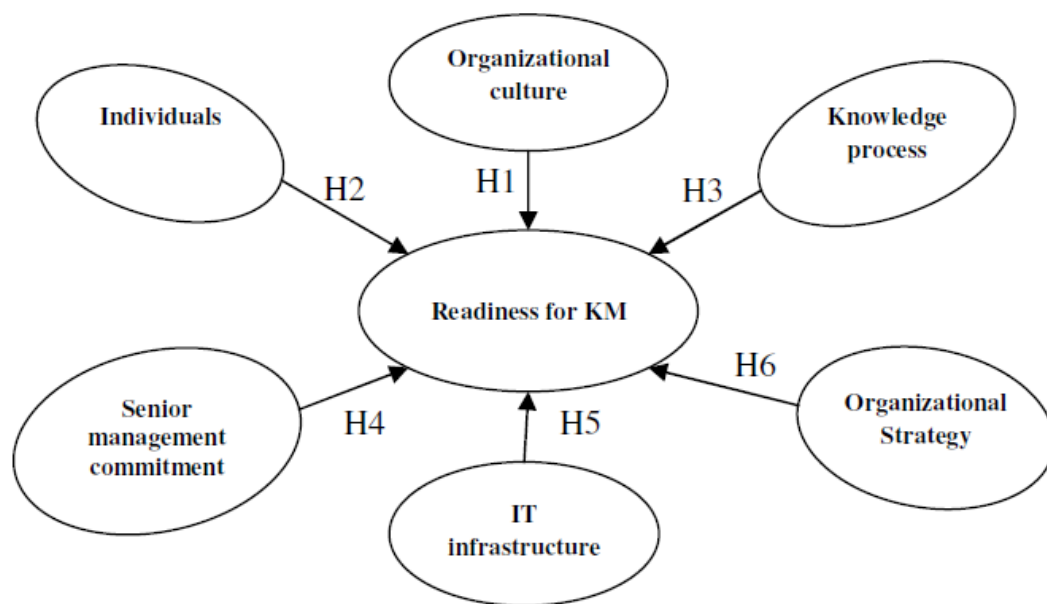 Organizational
culture
Individuals
Knowledge
process
H2
H1
H3
Readiness for KM
H6
Senior
management
commitment
H4
H5
Organizational
Strategy
IT
infrastructure